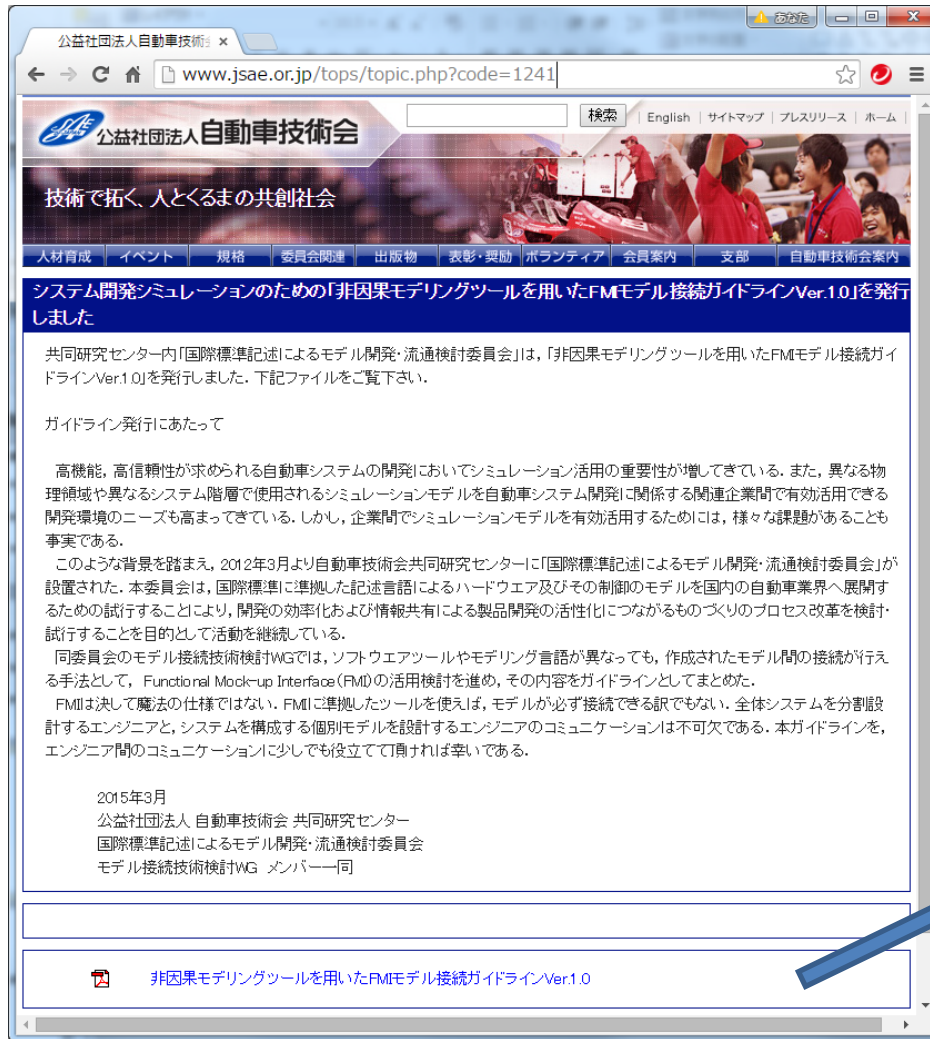 あなた
公益社団法人自動車技術会
www.jsae.or.jp/tops/topic.php?code=1241
検索 | English | サイトマップ | プレスリリース | ホーム |
JSAE 公益社団法人自動車技術会
技術で拓く、人とくるまの共創社会
人材育成 イベント 規格 委員会関連 出版物 表彰・奨励 ボランティア 会員案内 支部 自動車技術会案内
システム開発シミュレーションのための「非因果モデリングツールを用いたFMIモデル接続ガイドラインVer.1.0」を発行
しました
共同研究センター内「国際標準記述によるモデル開発・流通検討委員会」は，「非因果モデリングツールを用いたFMIモデル接続ガイ
ドラインVer.1.0」を発行しました．下記ファイルをご覧下さい．
ガイドライン発行にあたって
高機能，高信頼性が求められる自動車システムの開発においてシミュレーション活用の重要性が増してきている．また，異なる物
理領域や異なるシステム階層で使用されるシミュレーションモデルを自動車システム開発に関係する関連企業間で有効活用できる
開発環境のニーズも高まってきている．しかし，企業間でシミュレーションモデルを有効活用するためには，様々な課題があることも
事実である．
このような背景を踏まえ，2012年3月より自動車技術会共同研究センターに「国際標準記述によるモデル開発・流通検討委員会」が
設置された．本委員会は，国際標準に準拠した記述言語によるハードウエア及びその制御のモデルを国内の自動車業界へ展開す
るための試行することにより，開発の効率化および情報共有による製品開発の活性化につながるものづくりのプロセス改革を検討・
試行することを目的として活動を継続している．
同委員会のモデル接続技術検討WGでは，ソフトウエアツールやモデリング言語が異なっても，作成されたモデル間の接続が行え
る手法として， Functional Mock-up Interface(FMI)の活用検討を進め，その内容をガイドラインとしてまとめた．
FMIは決して魔法の仕様ではない．FMIに準拠したツールを使えば，モデルが必ず接続できる訳でもない．全体システムを分割設
計するエンジニアと，システムを構成する個別モデルを設計するエンジニアのコミュニケーションは不可欠である．本ガイドラインを，
エンジニア間のコミュニケーションに少しでも役立てて頂ければ幸いである．
2015年3月
公益社団法人 自動車技術会 共同研究センター
国際標準記述によるモデル開発・流通検討委員会
モデル接続技術検討WG メンバー一同
非因果モデリングツールを用いたFMIモデル接続ガイドラインVer.1.0